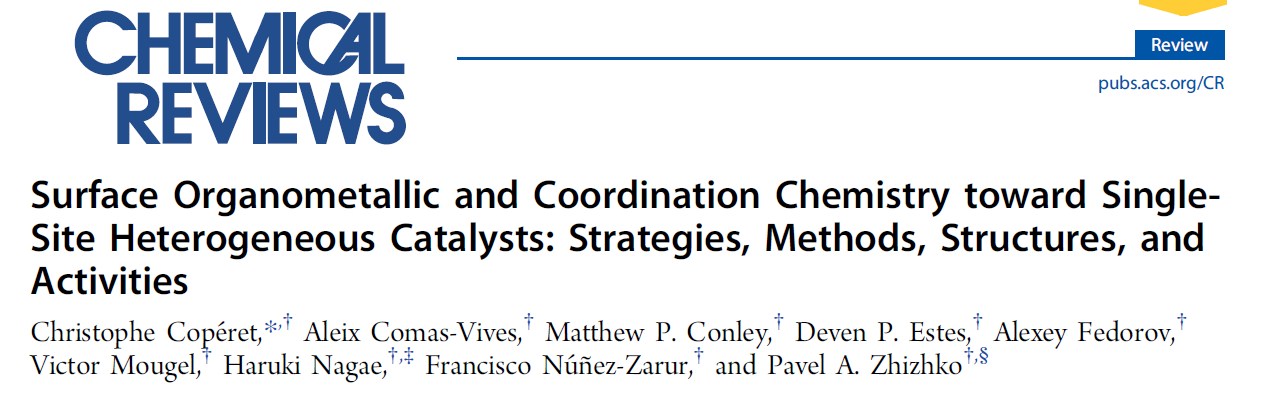 CHEMICAL
REVIEWS
Review
pubs.acs.org/CR
Surface Organometallic and Coordination Chemistry toward Single-
Site Heterogeneous Catalysts: Strategies, Methods, Structures, and
Activities
Christophe Copéret,*,† Aleix Comas-Vives,† Matthew P. Conley,† Deven P. Estes,† Alexey Fedorov,†
Victor Mougel,† Haruki Nagae,†,‡ Francisco Núñez-Zarur,† and Pavel A. Zhizhko†,§